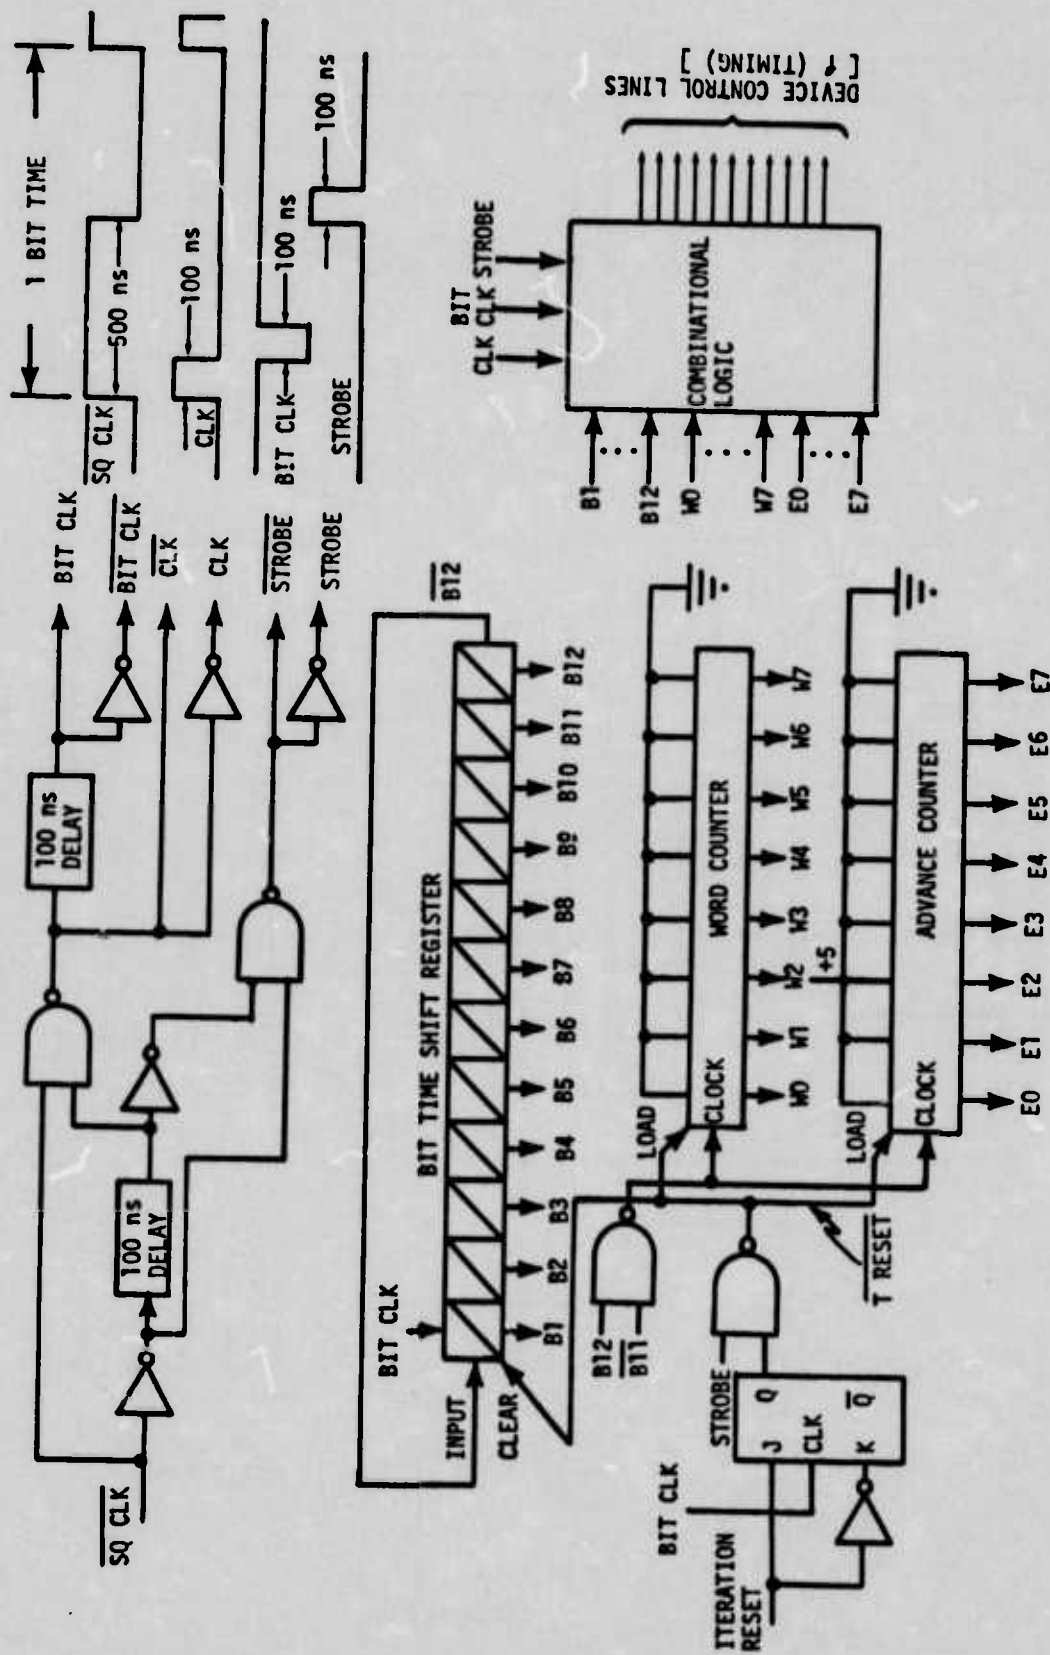 SQ CLK
100 ns
DELAY
100 ns
DELAY
BIT CLK
BIT CLK
CLK
CLK
STROBE
STROBE
1 BIT TIME
SQ CLK
500 ns
CLK
100 ns
BIT CLK
100 ns
STROBE
100 ns
BIT CLK
BIT TIME SHIFT REGISTER
B12
INPUT
CLEAR
B1
B2
B3
B4
B5
B6
B7
B8
B9
B10
B11
B12
B12
B11
LOAD
CLOCK
WORD COUNTER
W0
W1
W2
W3
W4
W5
W6
W7
+5
LOAD
CLOCK
ADVANCE COUNTER
E0
E1
E2
E3
E4
E5
E6
E7
BIT CLK
ITERATION
RESET
STROBE
J Q
CLK
K Q
T RESET
CLK
BIT
CLK
STROBE
B1
B12
W0
W7
E0
E7
COMBINATIONAL
LOGIC
DEVICE CONTROL LINES
[ f (TIMING) ]